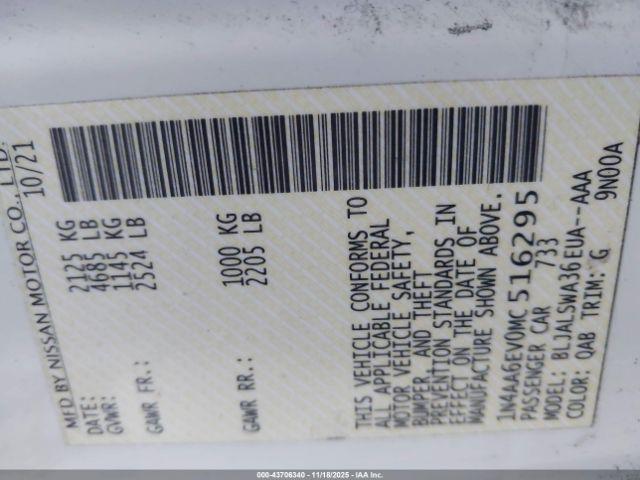 MFD BY NISSAN MOTOR CO., LTD.
DATE: 10/21
GVWR: 2125 KG
4685 LB
GAWR FR.: 1145 KG
2524 LB
GAWR RR.: 1000 KG
2205 LB
THIS VEHICLE CONFORMS TO
ALL APPLICABLE FEDERAL
MOTOR VEHICLE SAFETY,
BUMPER, AND THEFT
PREVENTION STANDARDS IN
EFFECT ON THE DATE OF
MANUFACTURE SHOWN ABOVE.
1N4AA6EV0MC516295
PASSENGER CAR 733
MODEL: BLJALSWA36EUA--AAA
COLOR: QAB TRIM: G 9N00A
000-43706340 - 11/18/2025 - IAA Inc.